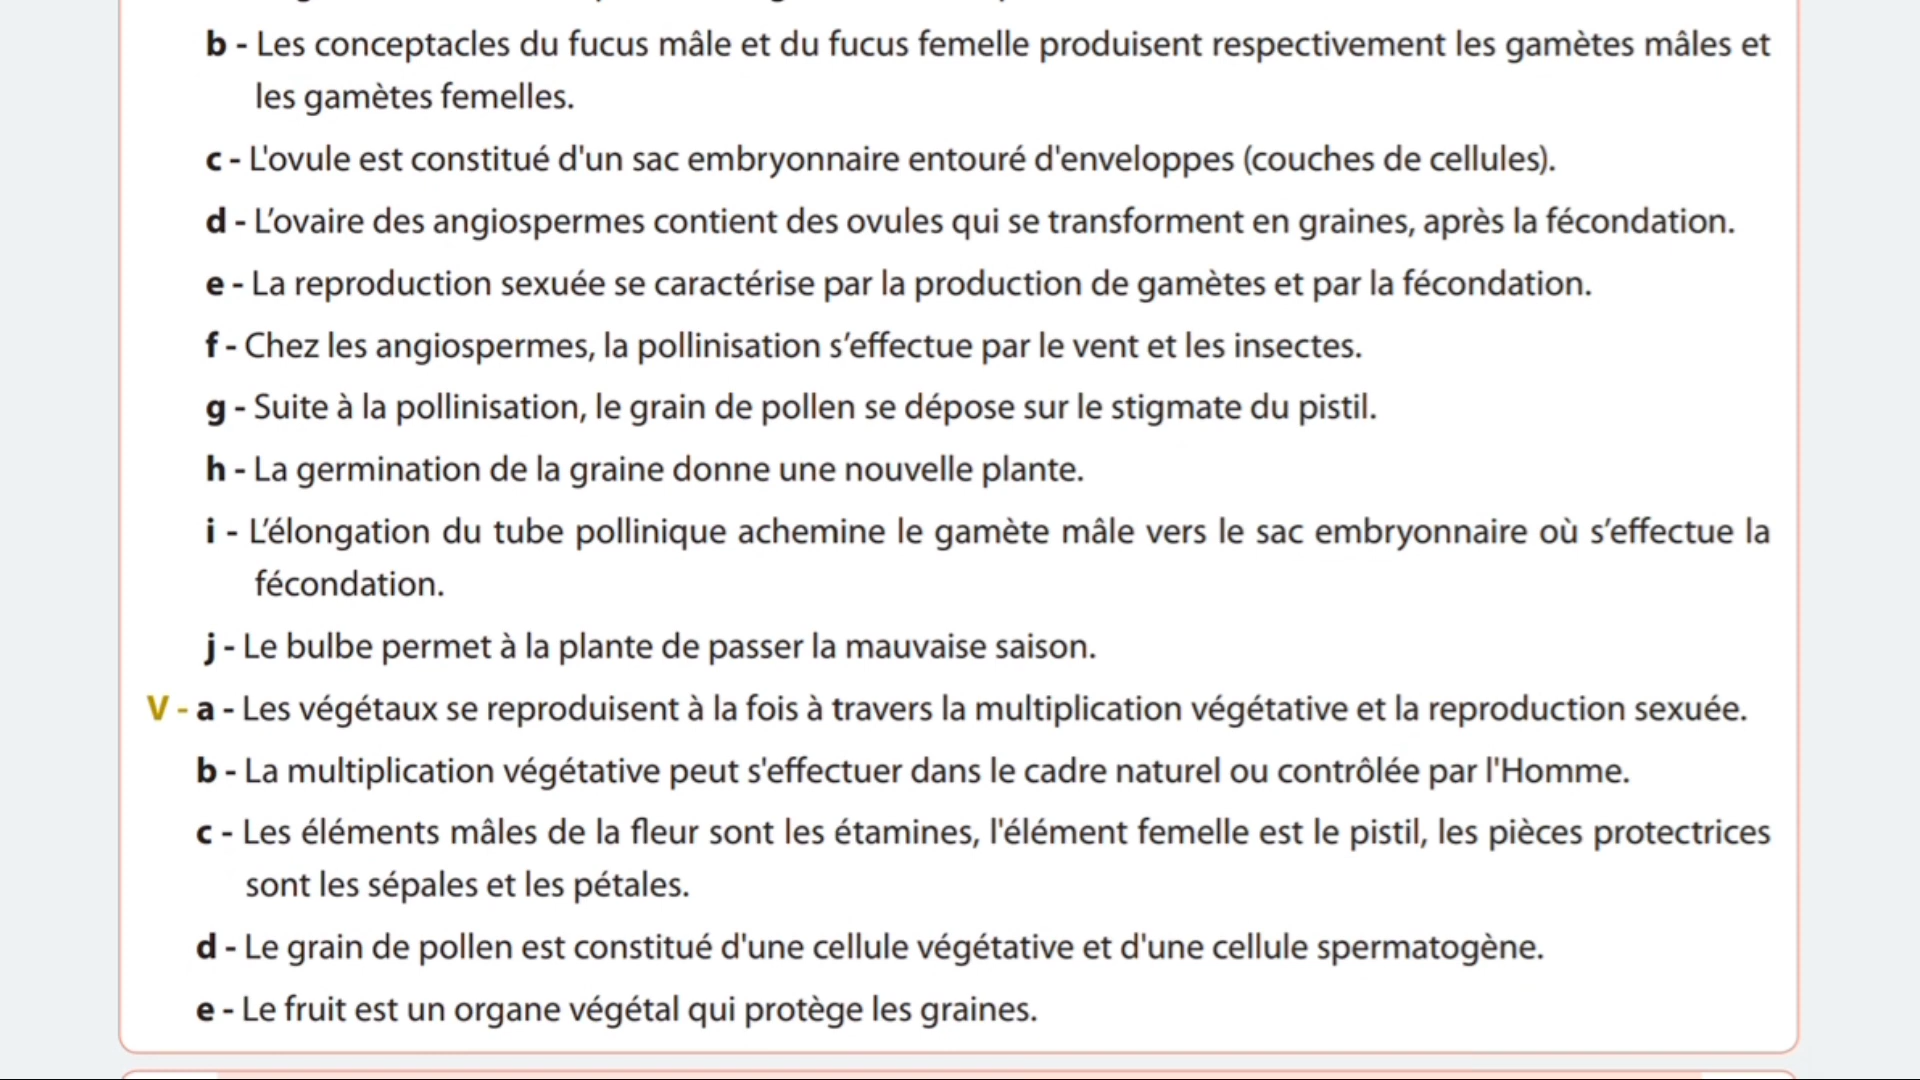 b - Les conceptacles du fucus mâle et du fucus femelle produisent respectivement les gamètes mâles et
les gamètes femelles.
c - L'ovule est constitué d'un sac embryonnaire entouré d'enveloppes (couches de cellules).
d - L’ovaire des angiospermes contient des ovules qui se transforment en graines, après la fécondation.
e - La reproduction sexuée se caractérise par la production de gamètes et par la fécondation.
f - Chez les angiospermes, la pollinisation s’effectue par le vent et les insectes.
g - Suite à la pollinisation, le grain de pollen se dépose sur le stigmate du pistil.
h - La germination de la graine donne une nouvelle plante.
i - L’élongation du tube pollinique achemine le gamète mâle vers le sac embryonnaire où s’effectue la
fécondation.
j - Le bulbe permet à la plante de passer la mauvaise saison.
V - a - Les végétaux se reproduisent à la fois à travers la multiplication végétative et la reproduction sexuée.
b - La multiplication végétative peut s'effectuer dans le cadre naturel ou contrôlée par l'Homme.
c - Les éléments mâles de la fleur sont les étamines, l'élément femelle est le pistil, les pièces protectrices
sont les sépales et les pétales.
d - Le grain de pollen est constitué d'une cellule végétative et d'une cellule spermatogène.
e - Le fruit est un organe végétal qui protège les graines.